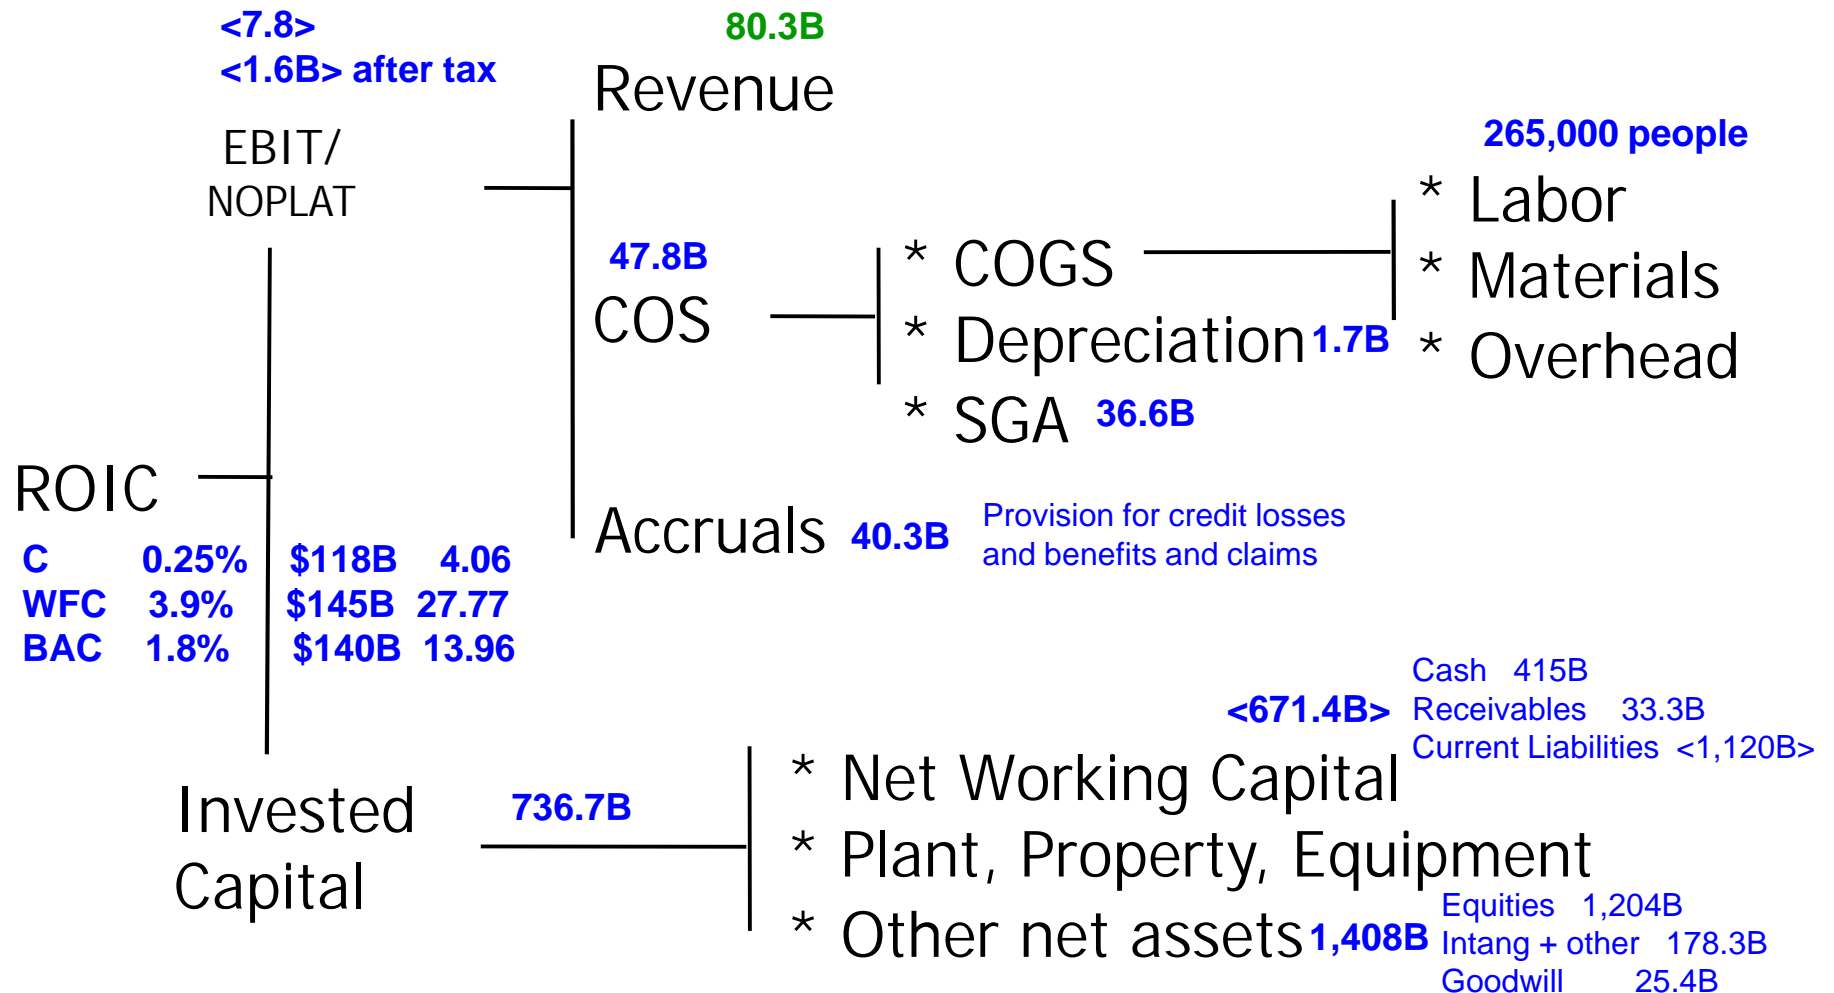 <7.8>
<1.6B> after tax
EBIT/
NOPLAT
80.3B
Revenue
47.8B
COS
* COGS
* Depreciation 1.7B
* SGA 36.6B
265,000 people
* Labor
* Materials
* Overhead
Accruals 40.3B
Provision for credit losses
and benefits and claims
ROIC
C 0.25% $118B 4.06
WFC 3.9% $145B 27.77
BAC 1.8% $140B 13.96
Invested
Capital
736.7B
<671.4B>
Cash 415B
Receivables 33.3B
Current Liabilities <1,120B>
* Net Working Capital
* Plant, Property, Equipment
* Other net assets 1,408B
Equities 1,204B
Intang + other 178.3B
Goodwill 25.4B